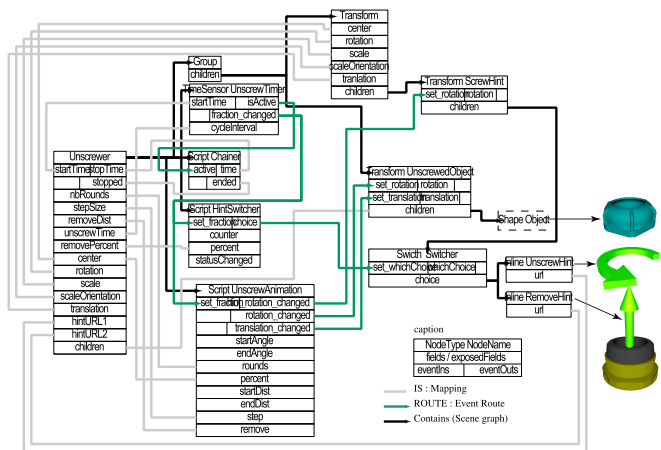 Transform
center
rotation
scale
scaleOrientation
tranlation
children
Group
children
TimeSensor UnscrewTimer
startTime isActive
fraction_changed
cycleInterval
Transform ScrewHint
set_rotation rotation
children
Unscrewer
startTime stopTime
stopped
nbRounds
stepSize
removeDist
unscrewTime
removePercent
center
rotation
scale
scaleOrientation
translation
hintURL1
hintURL2
children
Script Chainer
active time
ended
Script HintSwitcher
set_fraction choice
counter
percent
statusChanged
Transform UnscrewedObject
set_rotation rotation
set_translation translation
children
Shape Object
Swicth Switcher
set_whichChoice whichChoice
choice
Inline UnscrewHint
url
Inline RemoveHint
url
Script UnscrewAnimation
set_fraction hint_rotation_changed
rotation_changed
translation_changed
startAngle
endAngle
rounds
percent
startDist
endDist
step
remove
caption
NodeType NodeName
fields / exposedFields
eventIns eventOuts
IS : Mapping
ROUTE : Event Route
Contains (Scene graph)